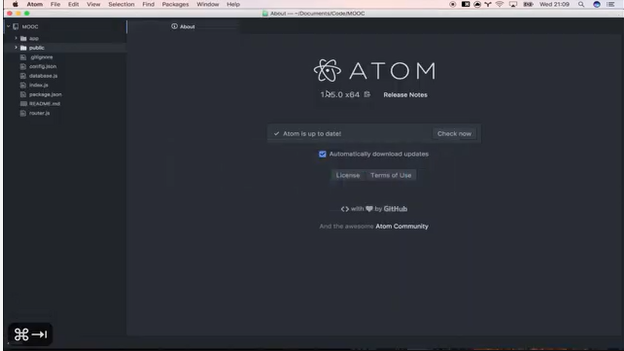 Atom File Edit View Selection Find Packages Window Help Wed 21:09
About — ~/Documents/Code/MOOC
MOOC
app
public
.gitignore
config.json
database.js
index.js
package.json
README.md
router.js
About
ATOM
x64
Release Notes
Atom is up to date!
Check now
Automatically download updates
License
Terms of Use
with by GitHub
And the awesome Atom Community